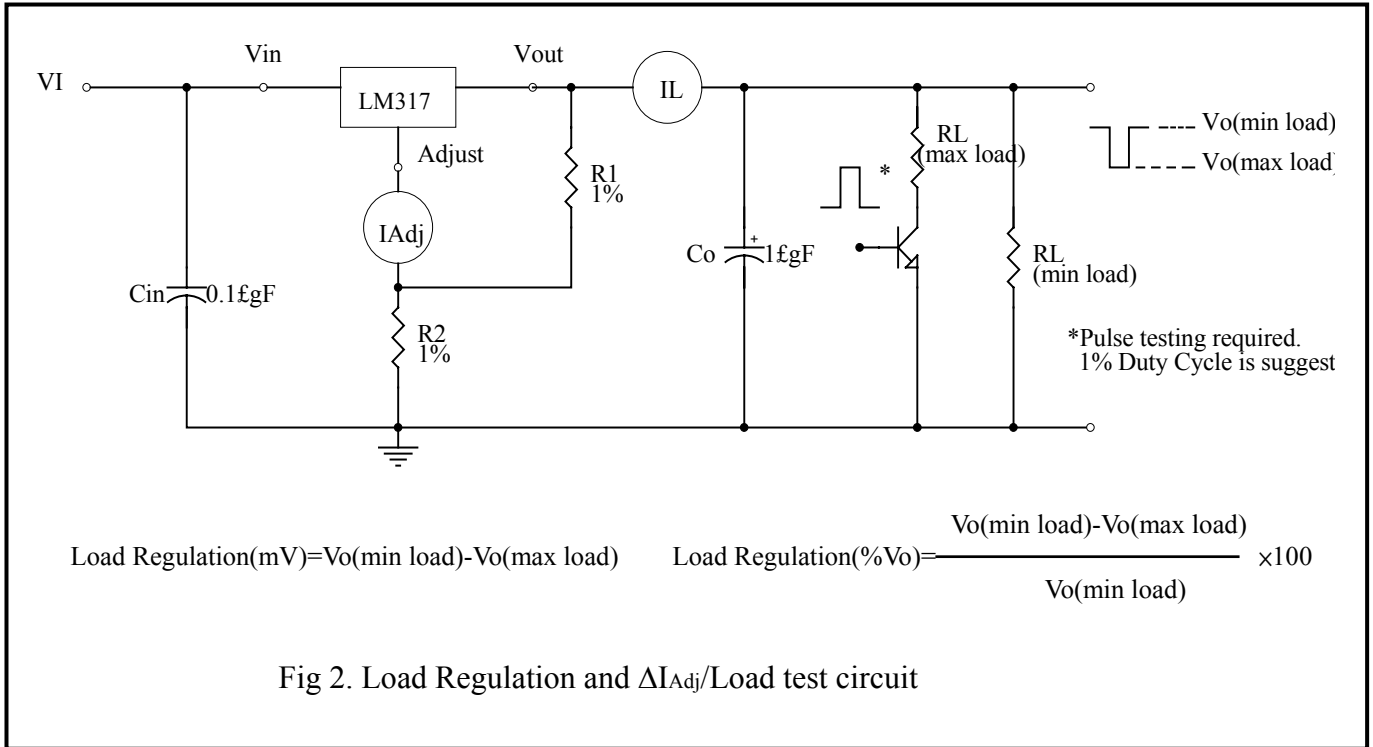 Vin
Vout
VI
LM317
IL
Adjust
R1
1%
IAdj
Cin
0.1£gF
R2
1%
Co
+
1£gF
*
RL
(max load)
RL
(min load)
Vo(min load)
Vo(max load)
*Pulse testing required.
1% Duty Cycle is suggest
Load Regulation(mV)=Vo(min load)-Vo(max load)
Load Regulation(%Vo)=
Vo(min load)-Vo(max load)
Vo(min load)
×100
Fig 2. Load Regulation and ΔIAdj/Load test circuit